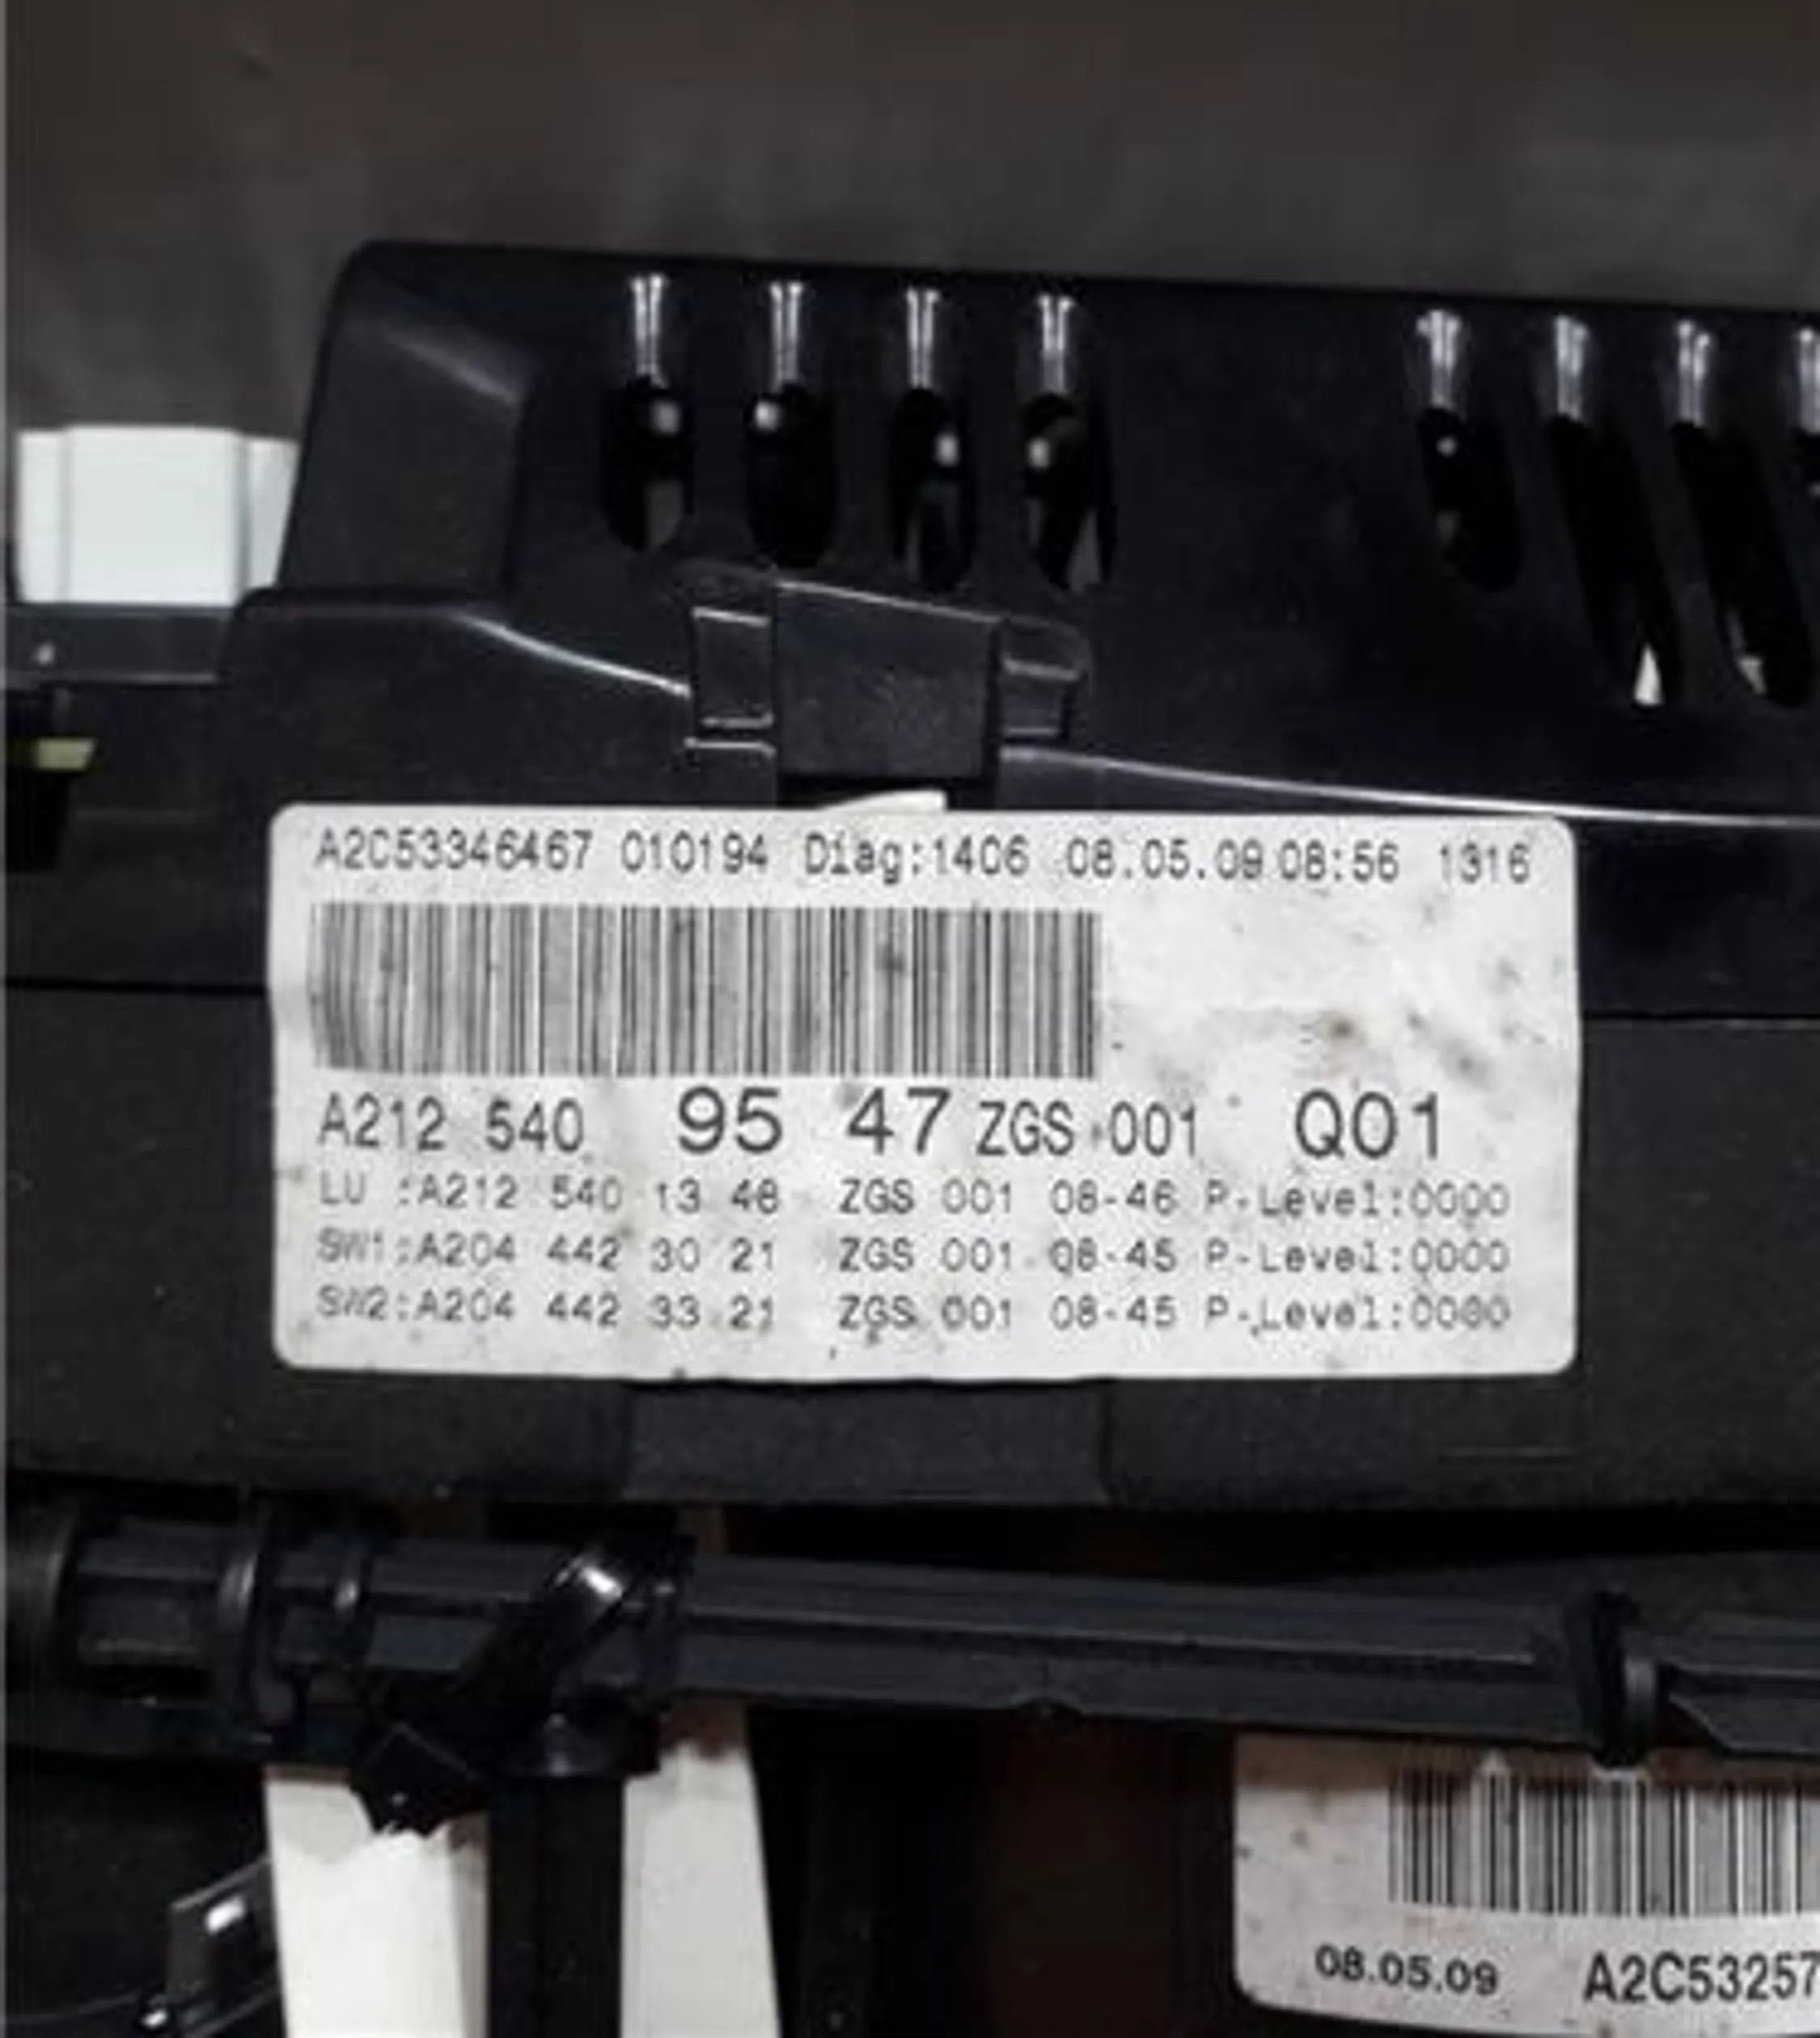 A2C53346467 010194 Diag:1406 08.05.09 08:56 1316
A212 540 95 47 ZGS 001 Q01
LU :A212 540 13 48 ZGS 001 08-46 P-Level:0000
SW1:A204 442 30 21 ZGS 001 08-45 P-Level:0000
SW2:A204 442 33 21 ZGS 001 08-45 P-Level:0000
08.05.09 A2C53257